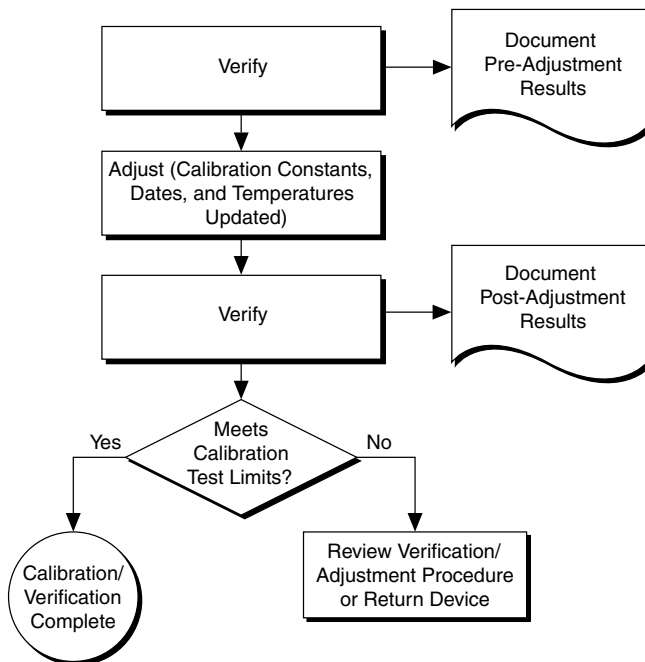 Verify
Document
Pre-Adjustment
Results
Adjust (Calibration Constants,
Dates, and Temperatures
Updated)
Verify
Document
Post-Adjustment
Results
Meets
Calibration
Test Limits?
Yes
No
Calibration/
Verification
Complete
Review Verification/
Adjustment Procedure
or Return Device